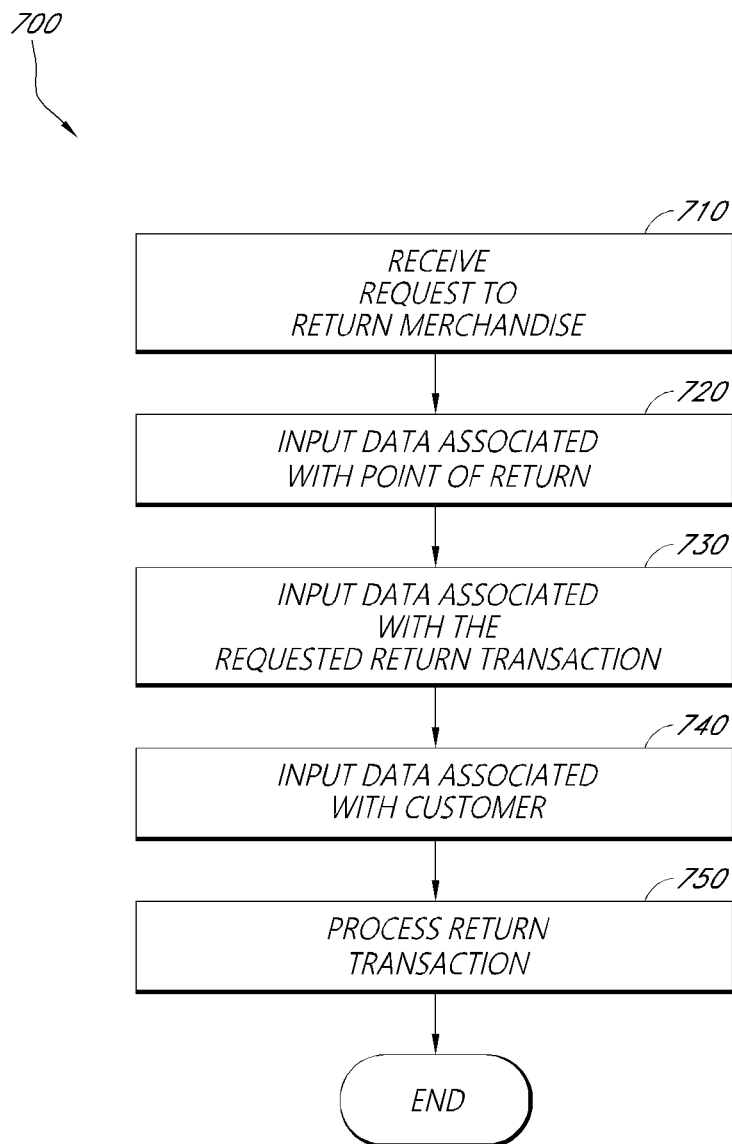 700
710
RECEIVE
REQUEST TO
RETURN MERCHANDISE
720
INPUT DATA ASSOCIATED
WITH POINT OF RETURN
730
INPUT DATA ASSOCIATED
WITH THE
REQUESTED RETURN TRANSACTION
740
INPUT DATA ASSOCIATED
WITH CUSTOMER
750
PROCESS RETURN
TRANSACTION
END